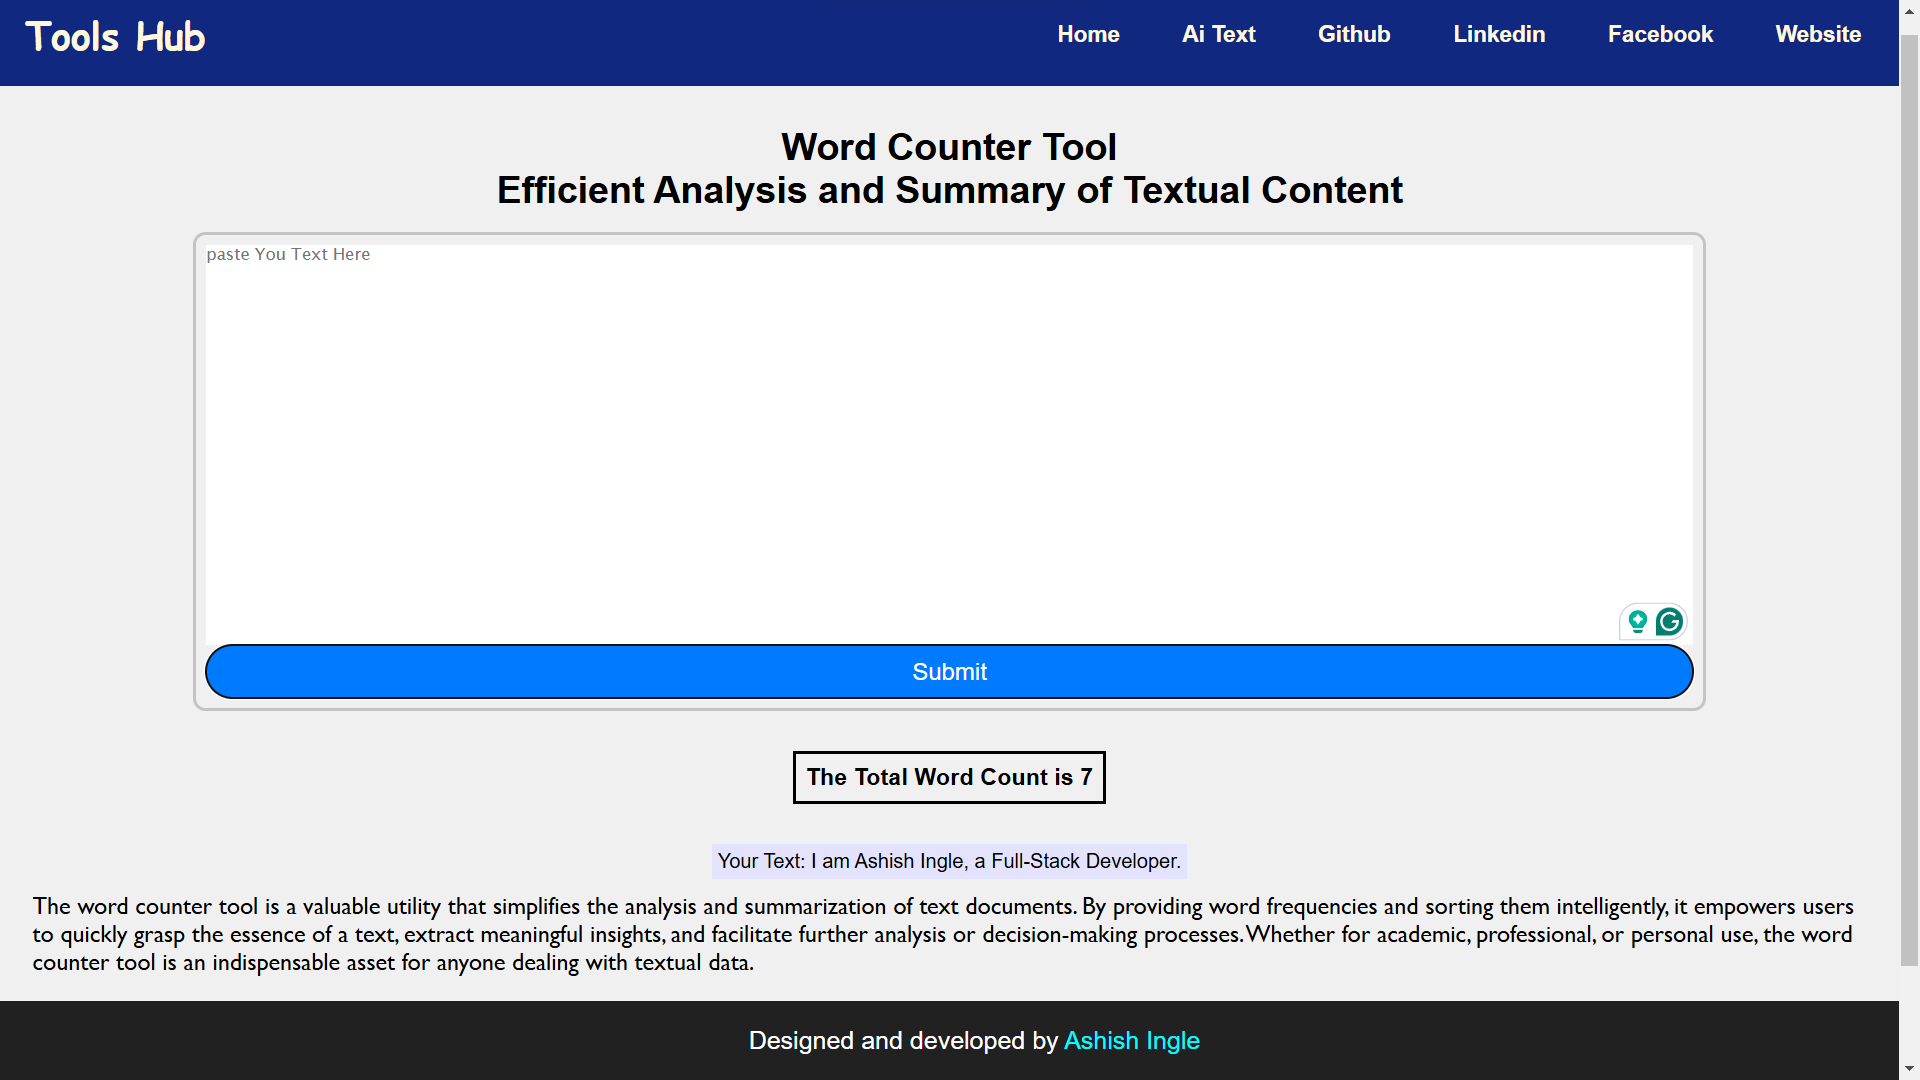 Tools Hub
Home Ai Text Github Linkedin Facebook Website
Word Counter Tool
Efficient Analysis and Summary of Textual Content
paste You Text Here
Submit
The Total Word Count is 7
Your Text: I am Ashish Ingle, a Full-Stack Developer.
The word counter tool is a valuable utility that simplifies the analysis and summarization of text documents. By providing word frequencies and sorting them intelligently, it empowers users
to quickly grasp the essence of a text, extract meaningful insights, and facilitate further analysis or decision-making processes. Whether for academic, professional, or personal use, the word
counter tool is an indispensable asset for anyone dealing with textual data.
Designed and developed by Ashish Ingle